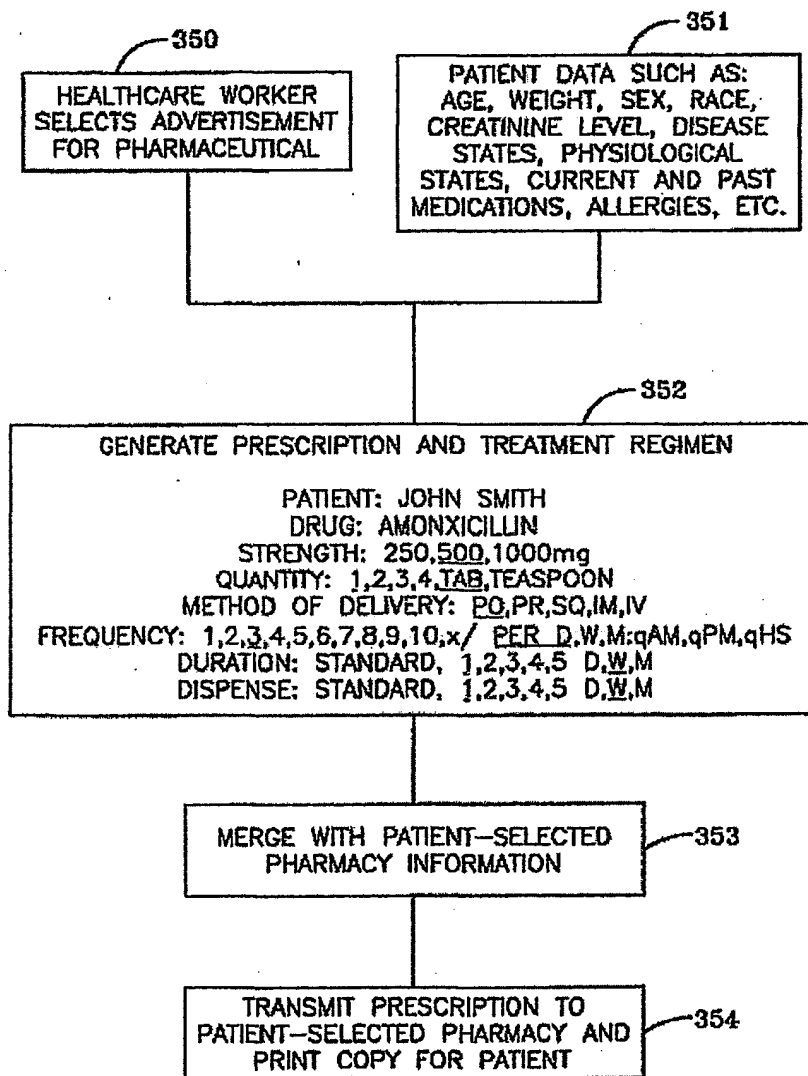 350
HEALTHCARE WORKER
SELECTS ADVERTISEMENT
FOR PHARMACEUTICAL
351
PATIENT DATA SUCH AS:
AGE, WEIGHT, SEX, RACE,
CREATININE LEVEL, DISEASE
STATES, PHYSIOLOGICAL
STATES, CURRENT AND PAST
MEDICATIONS, ALLERGIES, ETC.
352
GENERATE PRESCRIPTION AND TREATMENT REGIMEN
PATIENT: JOHN SMITH
DRUG: AMONXICILLIN
STRENGTH: 250,500,1000mg
QUANTITY: 1,2,3,4,TAB,TEASPOON
METHOD OF DELIVERY: PO,PR,SQ,IM,IV
FREQUENCY: 1,2,3,4,5,6,7,8,9,10,x/ PER D,W,M:qAM,qPM,qHS
DURATION: STANDARD, 1,2,3,4,5 D,W,M
DISPENSE: STANDARD, 1,2,3,4,5 D,W,M
MERGE WITH PATIENT-SELECTED
PHARMACY INFORMATION
353
TRANSMIT PRESCRIPTION TO
PATIENT-SELECTED PHARMACY AND
PRINT COPY FOR PATIENT
354